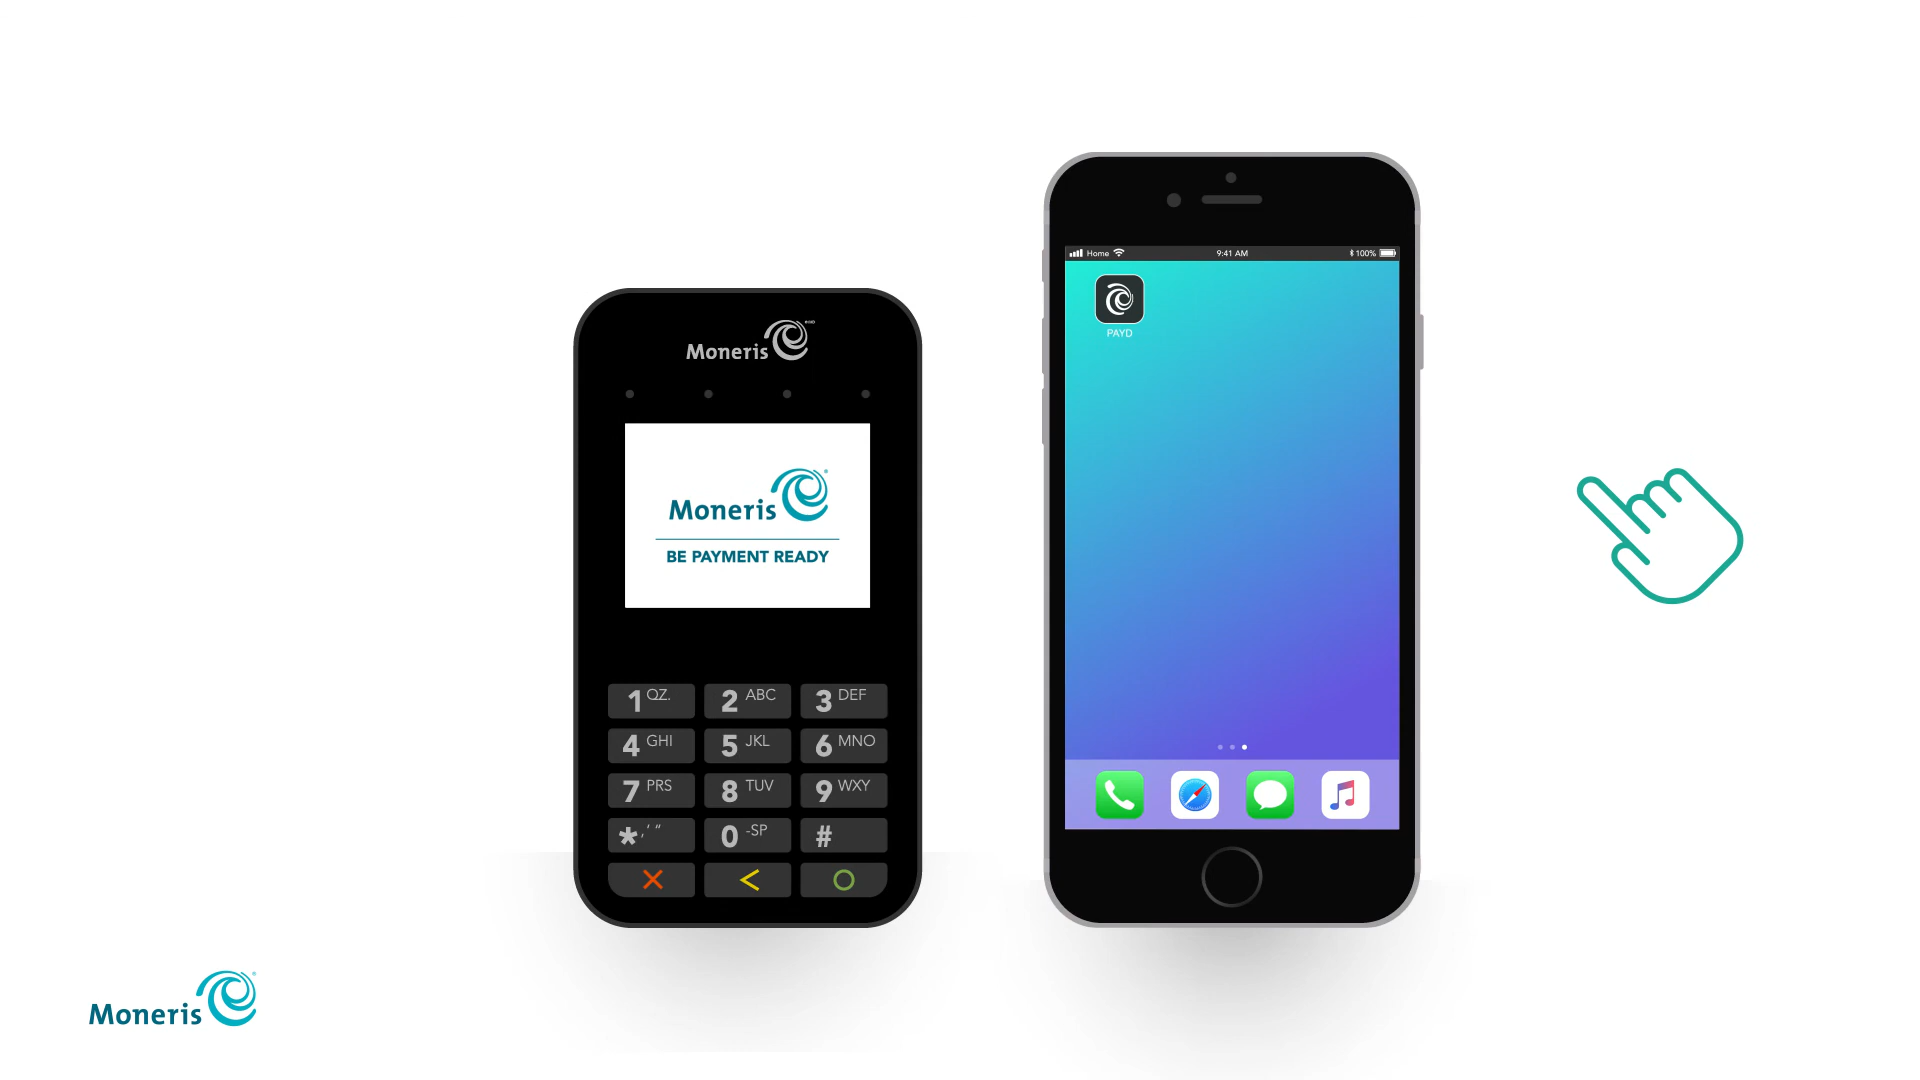 Moneris
Moneris
BE PAYMENT READY
1 QZ. 2 ABC 3 DEF
4 GHI 5 JKL 6 MNO
7 PRS 8 TUV 9 WXY
* , ' " 0 -SP #
Home 9:41 AM 100%
PAYD
Moneris